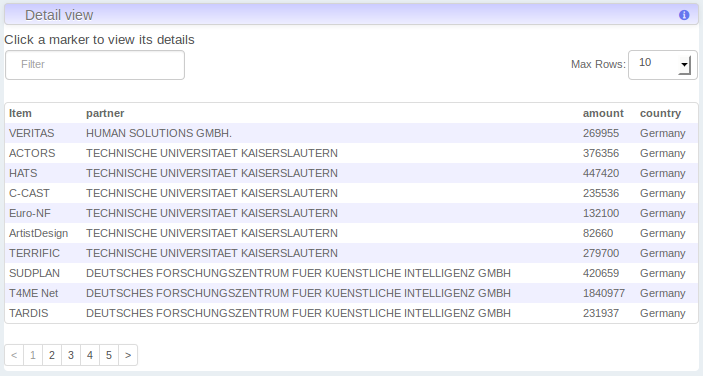 Detail view
Click a marker to view its details
Filter
Max Rows: 10
Item partner amount country
VERITAS HUMAN SOLUTIONS GMBH. 269955 Germany
ACTORS TECHNISCHE UNIVERSITAET KAISERSLAUTERN 376356 Germany
HATS TECHNISCHE UNIVERSITAET KAISERSLAUTERN 447420 Germany
C-CAST TECHNISCHE UNIVERSITAET KAISERSLAUTERN 235536 Germany
Euro-NF TECHNISCHE UNIVERSITAET KAISERSLAUTERN 132100 Germany
ArtistDesign TECHNISCHE UNIVERSITAET KAISERSLAUTERN 82660 Germany
TERRIFIC TECHNISCHE UNIVERSITAET KAISERSLAUTERN 279700 Germany
SUDPLAN DEUTSCHES FORSCHUNGSZENTRUM FUER KUENSTLICHE INTELLIGENZ GMBH 420659 Germany
T4ME Net DEUTSCHES FORSCHUNGSZENTRUM FUER KUENSTLICHE INTELLIGENZ GMBH 1840977 Germany
TARDIS DEUTSCHES FORSCHUNGSZENTRUM FUER KUENSTLICHE INTELLIGENZ GMBH 231937 Germany
< 1 2 3 4 5 >